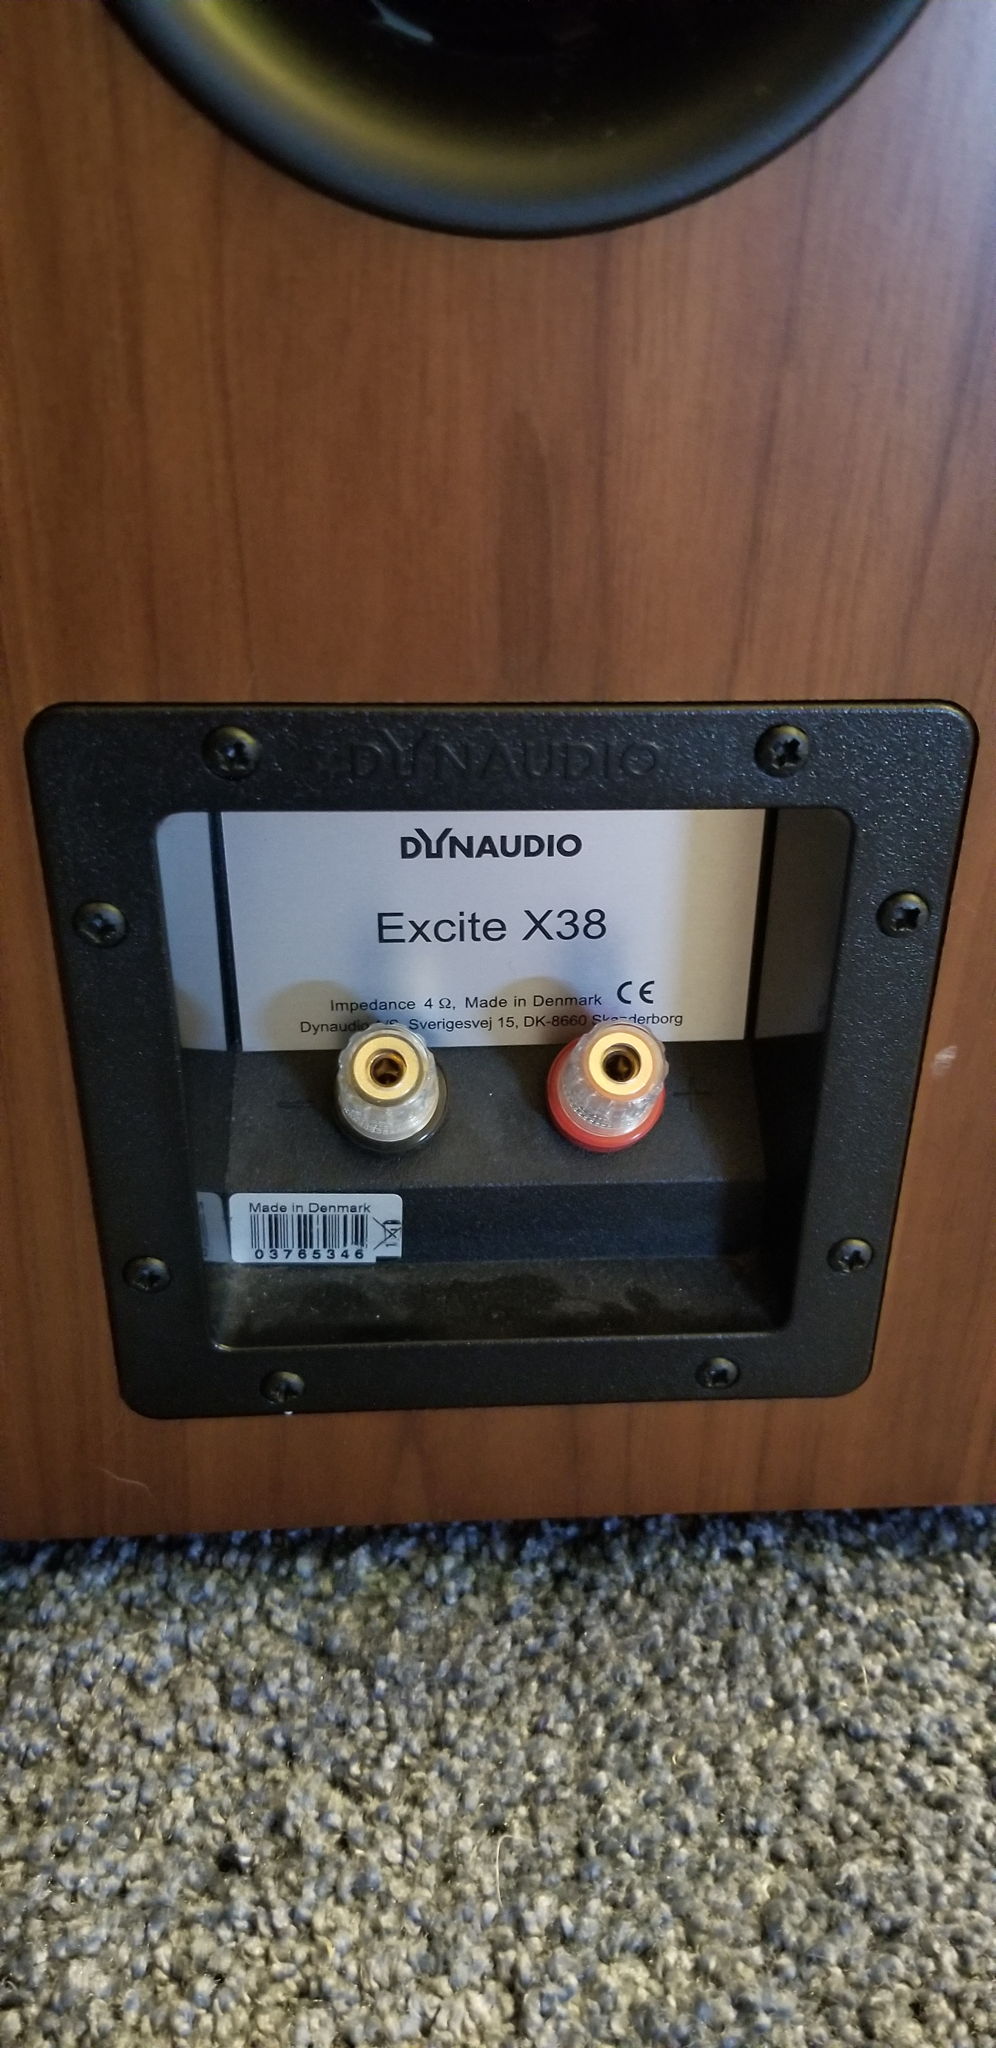 DYNAUDIO
DYNAUDIO
Excite X38
Impedance 4 Ω, Made in Denmark CE
Dynaudio A/S, Sverigesvej 15, DK-8660 Skanderborg
- +
Made in Denmark
03765346